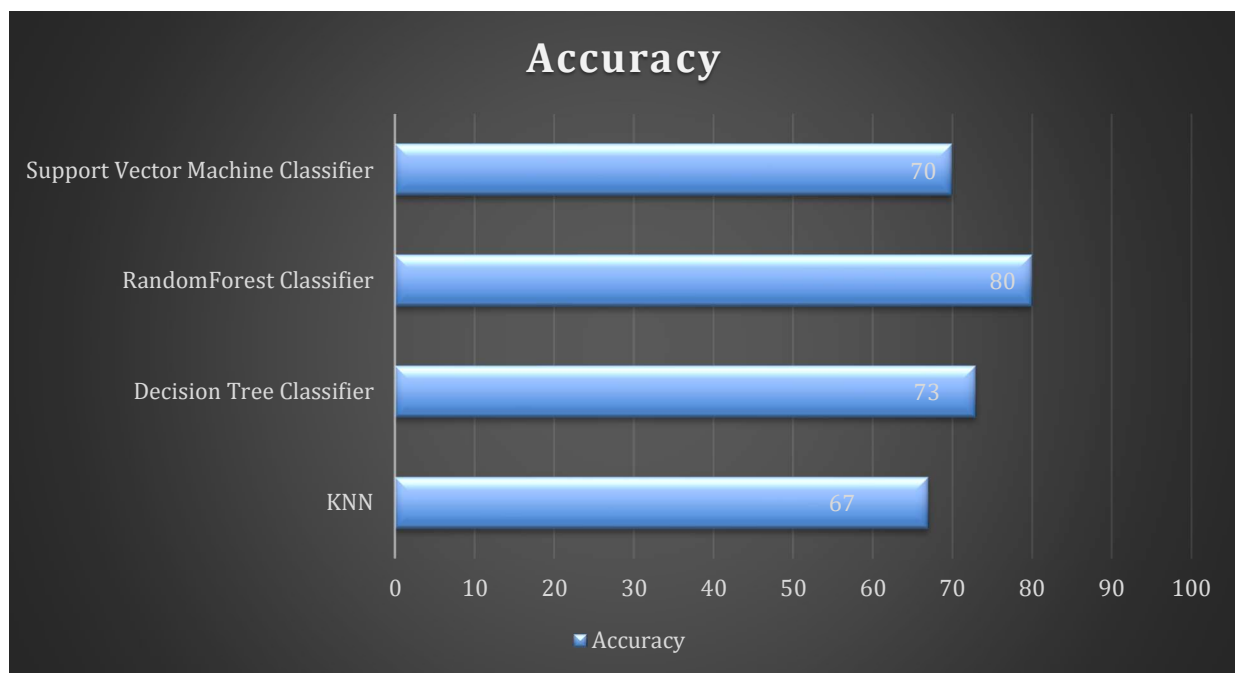 Accuracy
Support Vector Machine Classifier
70
RandomForest Classifier
80
Decision Tree Classifier
73
KNN
67
0 10 20 30 40 50 60 70 80 90 100
Accuracy